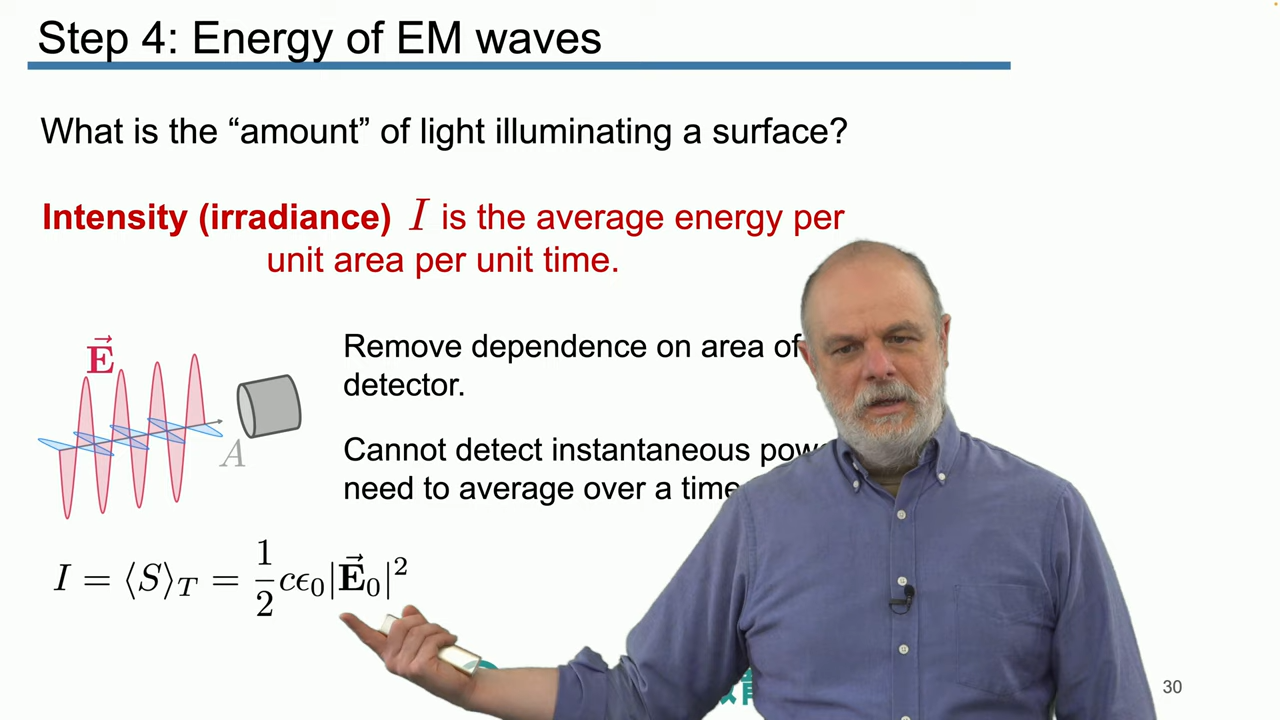 Step 4: Energy of EM waves
What is the “amount” of light illuminating a surface?
Intensity (irradiance) I is the average energy per
unit area per unit time.
Remove dependence on area of
detector.
Cannot detect instantaneous
need to average over a time
E⃗
A
I = ⟨S⟩_T = 1/2 cϵ₀|E⃗₀|²
30